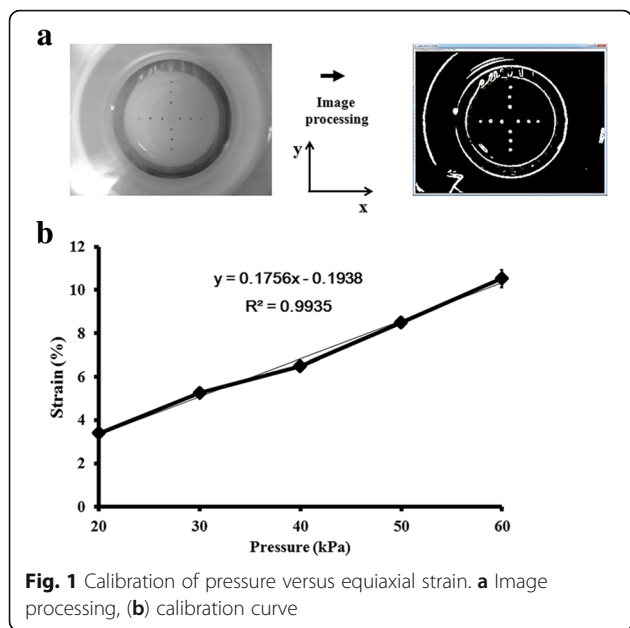 a
Image
processing
y
x
b
12
10
8
6
4
2
0
Strain (%)
y = 0.1756x - 0.1938
R² = 0.9935
20 30 40 50 60
Pressure (kPa)
Fig. 1 Calibration of pressure versus equiaxial strain. a Image
processing, (b) calibration curve